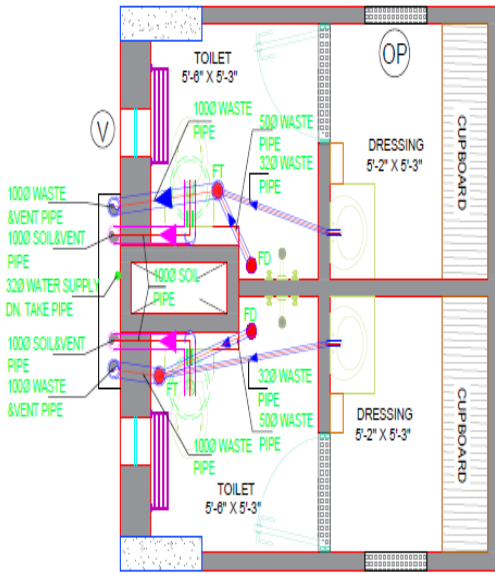 TOILET
5'-6" X 5'-3"
OP
100Ø WASTE
PIPE
50Ø WASTE
PIPE
32Ø WASTE
PIPE
V
DRESSING
5'-2" X 5'-3"
CUPBOARD
FT
100Ø WASTE
&VENT PIPE
100Ø SOIL&VENT
PIPE
32Ø WATER SUPPLY
DN. TAKE PIPE
100Ø SOIL
PIPE
FD
FD
100Ø SOIL&VENT
PIPE
100Ø WASTE
&VENT PIPE
FT
32Ø WASTE
PIPE
50Ø WASTE
PIPE
100Ø WASTE
PIPE
DRESSING
5'-2" X 5'-3"
CUPBOARD
TOILET
5'-6" X 5'-3"